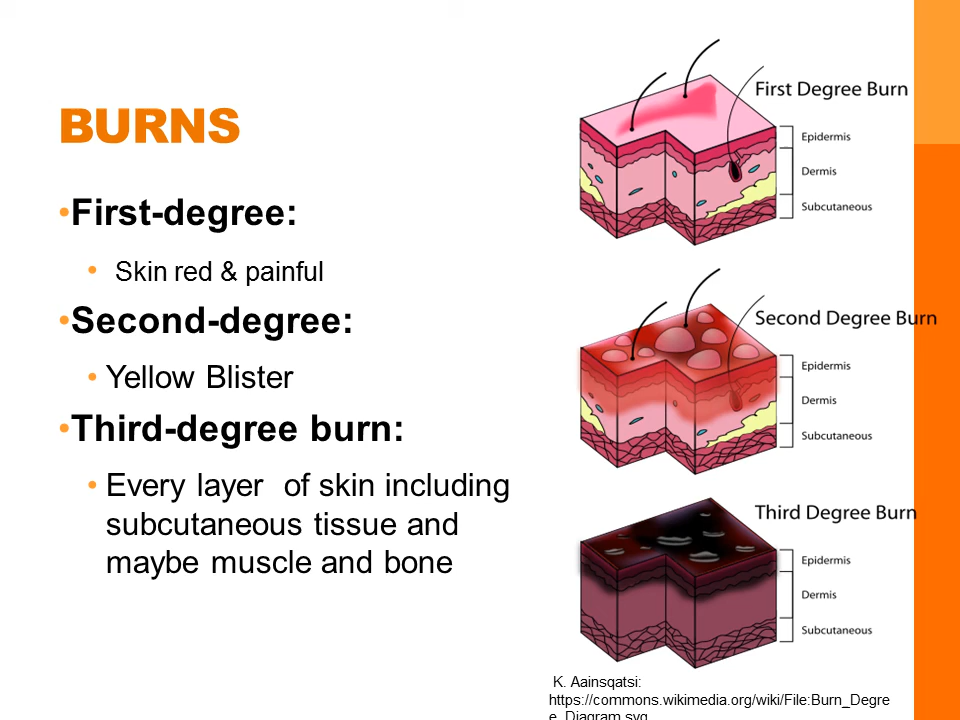 BURNS
•First-degree:
• Skin red & painful
•Second-degree:
• Yellow Blister
•Third-degree burn:
• Every layer of skin including
subcutaneous tissue and
maybe muscle and bone
First Degree Burn
Epidermis
Dermis
Subcutaneous
Second Degree Burn
Epidermis
Dermis
Subcutaneous
Third Degree Burn
Epidermis
Dermis
Subcutaneous
K. Aainsqatsi:
https://commons.wikimedia.org/wiki/File:Burn_Degre
e_Diagram.svg